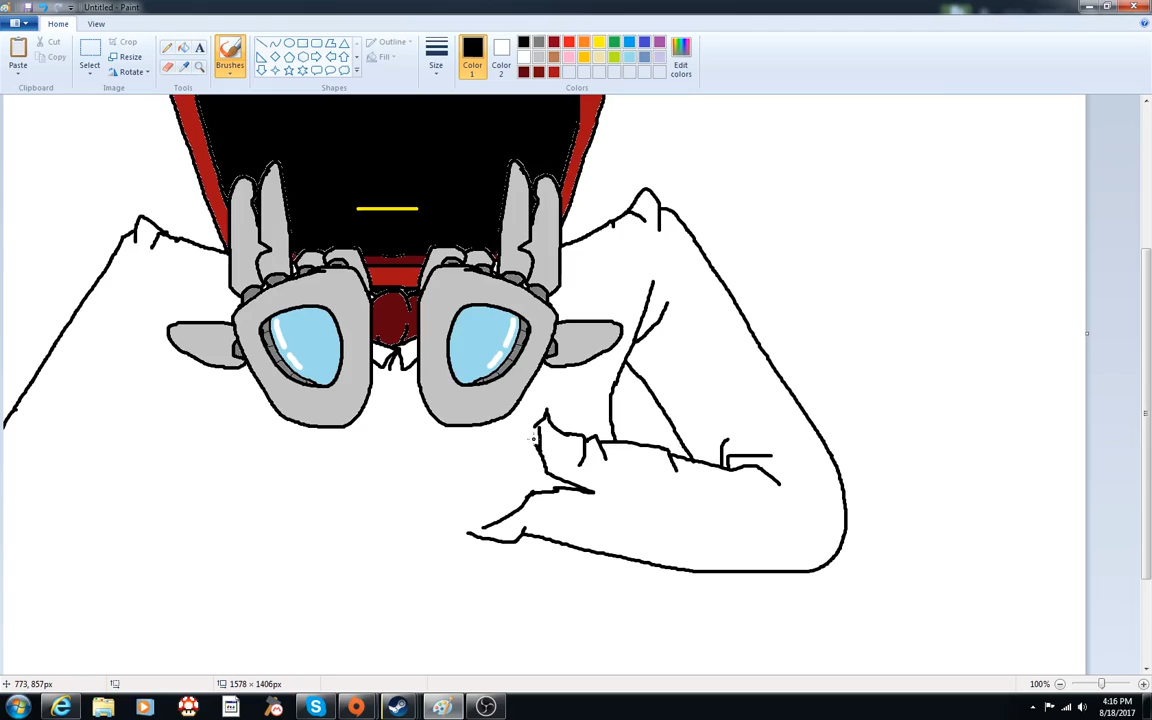 Untitled - Paint
Home View
Paste
Cut
Copy
Clipboard
Select
Crop
Resize
Rotate
Image
A
Tools
Brushes
Outline
Fill
Shapes
Size
Color 1
Color 2
Edit colors
Colors
773, 857px
1578 × 1406px
100%
4:16 PM
8/18/2017